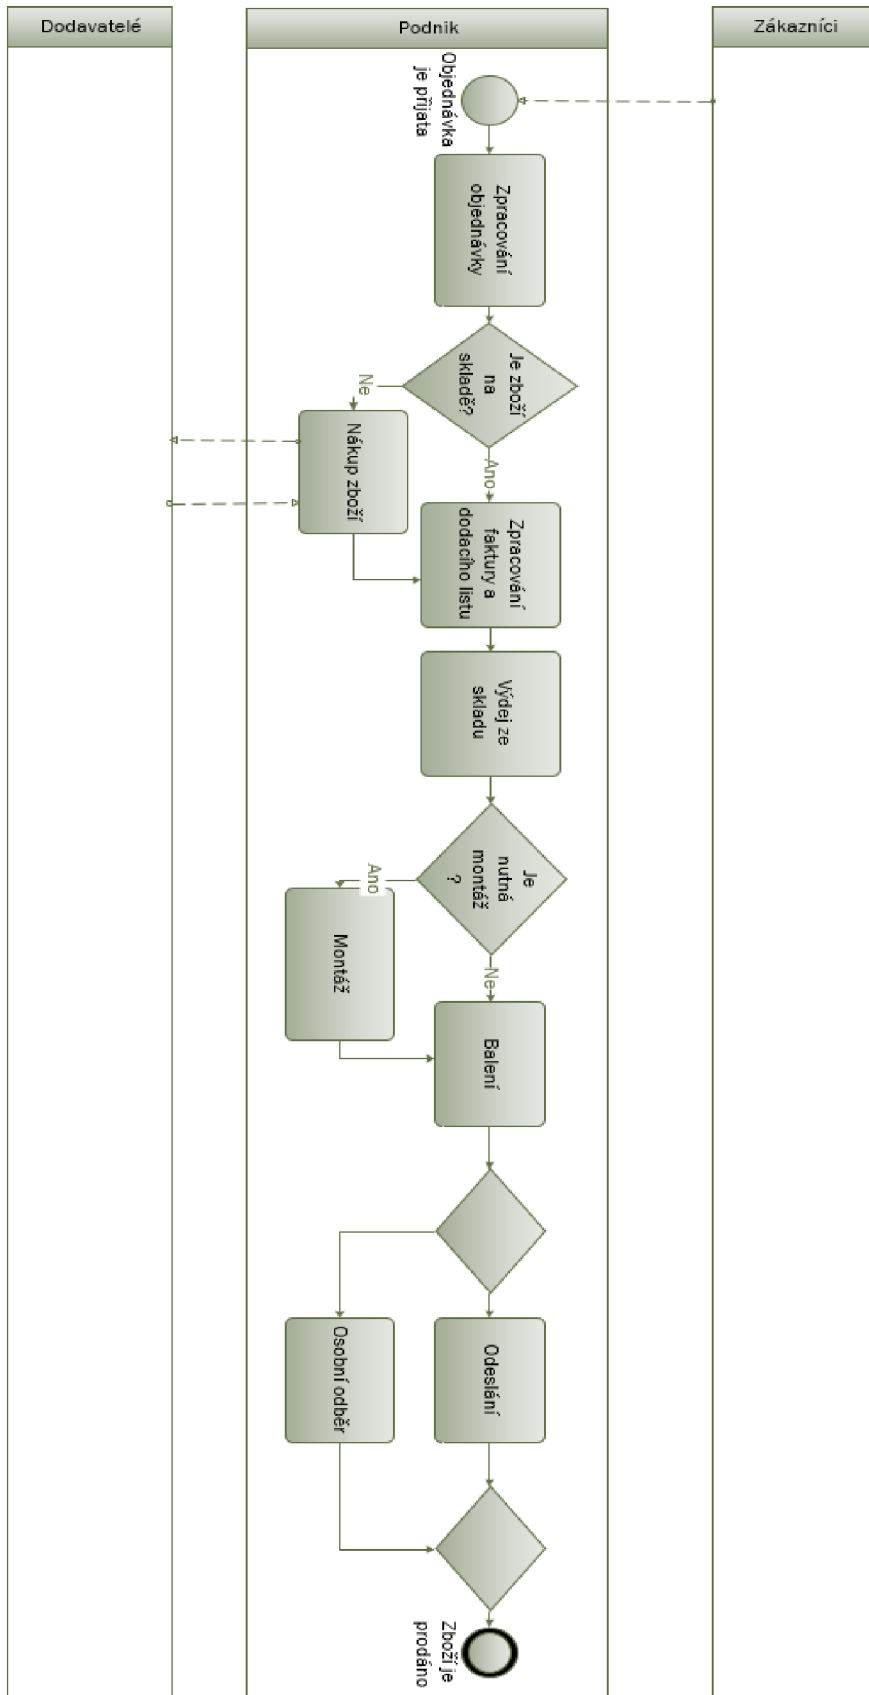 Dodavatelé
Podnik
Zákazníci
Objednávka
je přijata
Zpracování
objednávky
Je zboží
na
skladě?
Ne
Ano
Nákup zboží
Zpracování
faktury a
dodacího listu
Výdej ze
skladu
Je
nutná
montáž
?
Ano
Ne
Montáž
Balení
Osobní odběr
Odeslání
Zboží je
prodáno